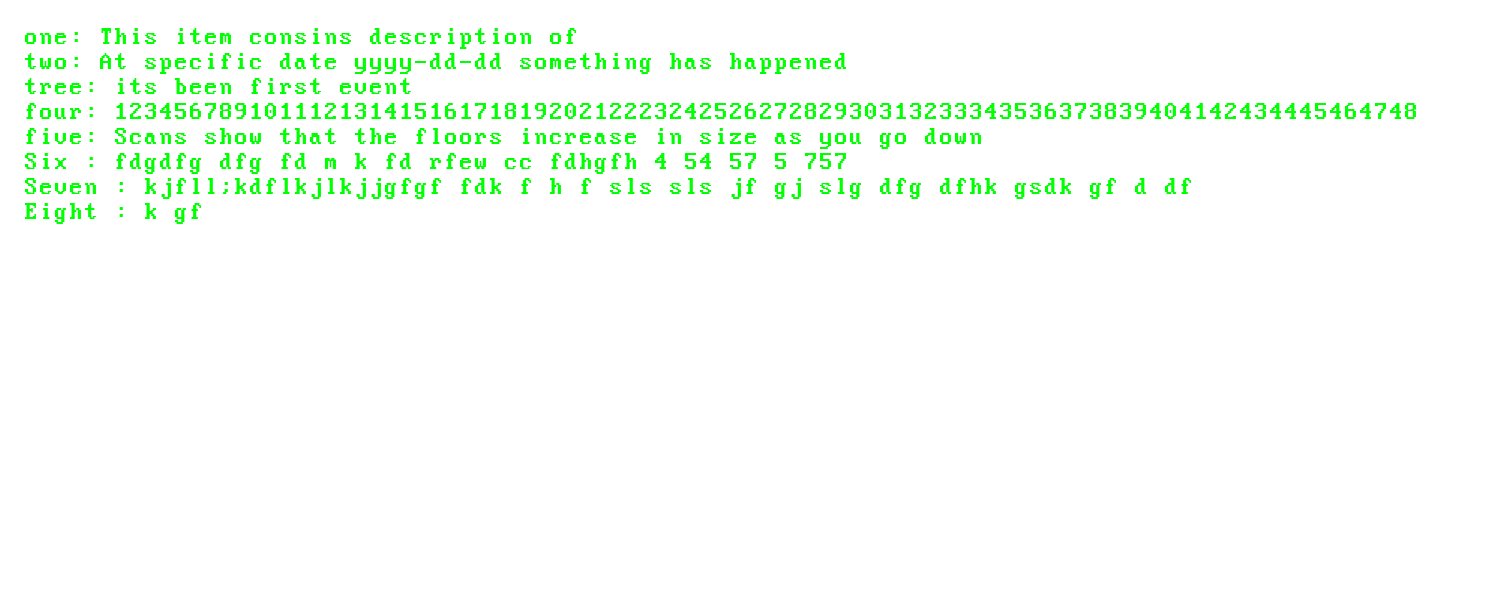 one: This item consins description of
two: At specific date yyyy-dd-dd something has happened
tree: its been first event
four: 123456789101112131415161718192021222324252627282930313233343536373839404142434445464748
five: Scans show that the floors increase in size as you go down
Six : fdgdfg dfg fd m k fd rfew cc fdhgfh 4 54 57 5 757
Seven : kjfll;kdflkjlkjjgfgf fdk f h f sls sls jf gj slg dfg dfhk gsdk gf d df
Eight : k gf